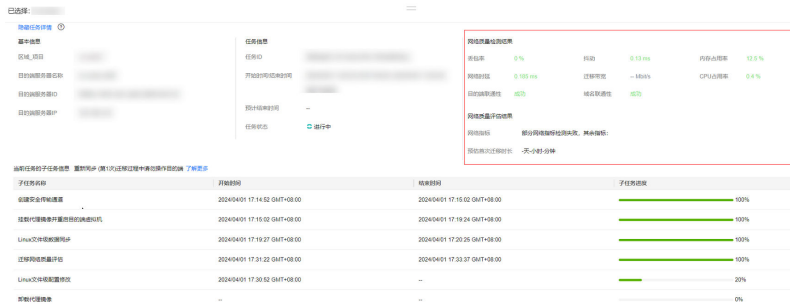 已选择:
隐藏任务详情 ?
基本信息
区域_项目
目的端服务器名称
目的端服务器ID
目的端服务器IP
任务信息
任务ID
开始时间/结束时间
预计结束时间 --
任务状态 进行中
网络质量检测结果
丢包率 0 % 抖动 0.13 ms 内存占用率 12.5 %
网络时延 0.183 ms 迁移带宽 -- Mbit/s CPU占用率 0.4 %
目的端联通性 成功 域名联通性 成功
网络质量评估结果
网络指标 部分网络指标检测失败，其余指标:
预估首次迁移时长 -天-小时-分钟
当前任务的子任务信息 重新同步 (第1次)迁移过程中请勿操作目的端 了解更多
子任务名称 开始时间 结束时间 子任务进度
创建安全传输通道 2024/04/01 17:14:52 GMT+08:00 2024/04/01 17:15:02 GMT+08:00 100%
挂载代理镜像并重启目的端虚拟机 2024/04/01 17:15:02 GMT+08:00 2024/04/01 17:19:24 GMT+08:00 100%
Linux文件级数据同步 2024/04/01 17:19:27 GMT+08:00 2024/04/01 17:20:25 GMT+08:00 100%
迁移网络质量评估 2024/04/01 17:31:22 GMT+08:00 2024/04/01 17:33:37 GMT+08:00 100%
Linux文件级配置修改 2024/04/01 17:30:52 GMT+08:00 -- 20%
卸载代理镜像 -- -- 0%